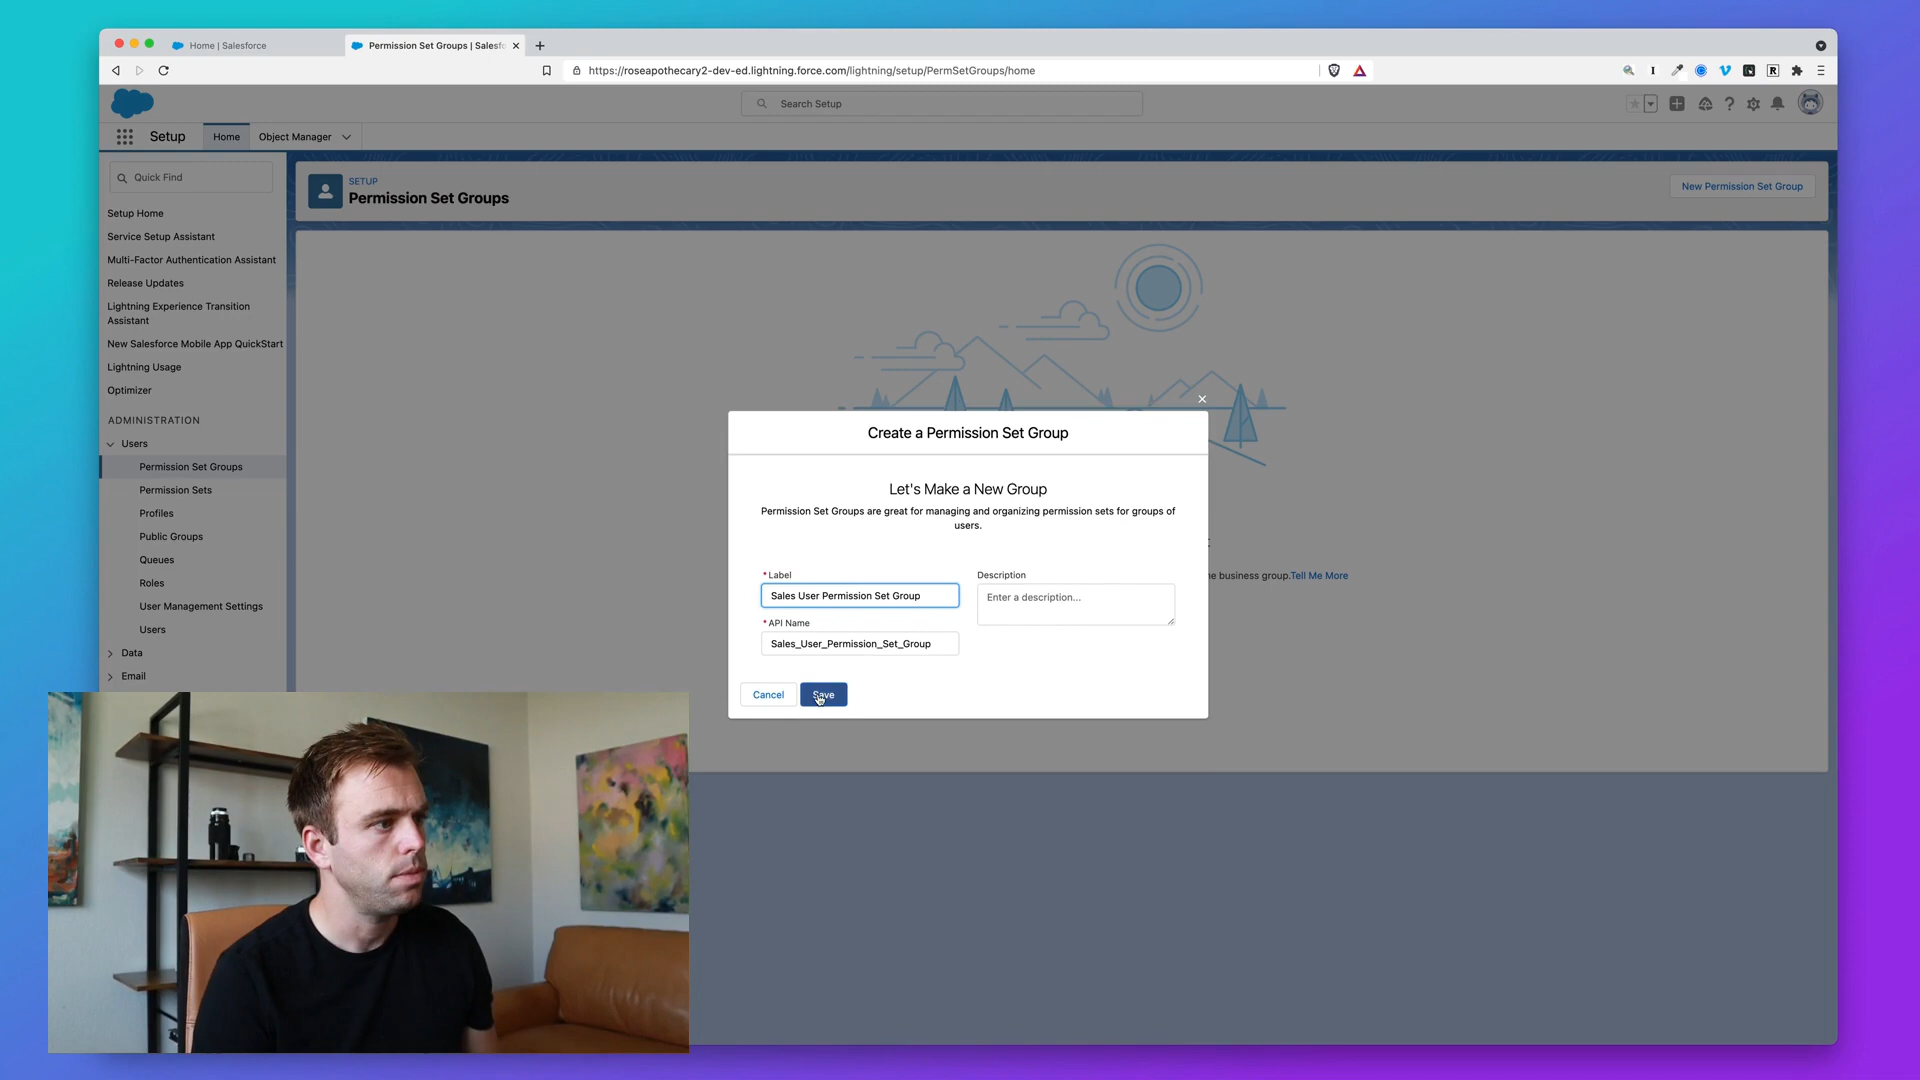 Home | Salesforce
Permission Set Groups | Salesf
https://roseapothecary2-dev-ed.lightning.force.com/lightning/setup/PermSetGroups/home
Search Setup
Setup
Home
Object Manager
Quick Find
SETUP
Permission Set Groups
New Permission Set Group
Setup Home
Service Setup Assistant
Multi-Factor Authentication Assistant
Release Updates
Lightning Experience Transition
Assistant
New Salesforce Mobile App QuickStart
Lightning Usage
Optimizer
ADMINISTRATION
Users
Permission Set Groups
Permission Sets
Profiles
Public Groups
Queues
Roles
User Management Settings
Users
Data
Email
Create a Permission Set Group
Let's Make a New Group
Permission Set Groups are great for managing and organizing permission sets for groups of
users.
* Label
Sales User Permission Set Group
* API Name
Sales_User_Permission_Set_Group
Description
Enter a description...
Cancel
Save
business group.Tell Me More